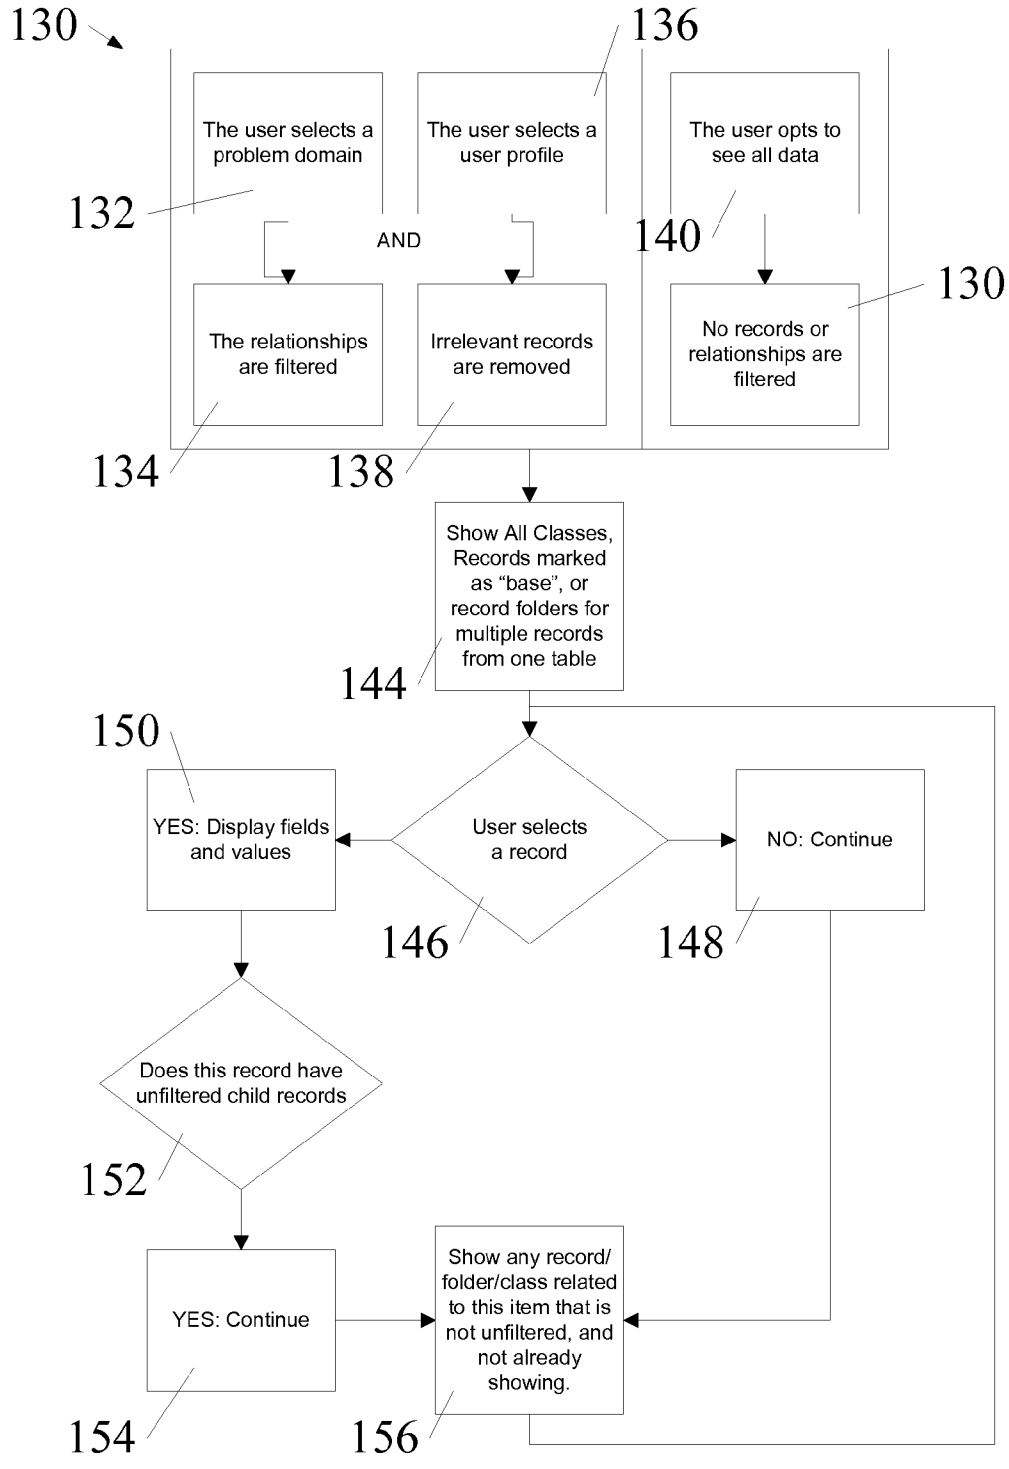 130
136
The user selects a
problem domain
The user selects a
user profile
The user opts to
see all data
132
AND
140
130
The relationships
are filtered
Irrelevant records
are removed
No records or
relationships are
filtered
134
138
Show All Classes,
Records marked
as “base”, or
record folders for
multiple records
from one table
144
150
YES: Display fields
and values
User selects
a record
NO: Continue
146
148
Does this record have
unfiltered child records
152
YES: Continue
Show any record/
folder/class related
to this item that is
not unfiltered, and
not already
showing.
154
156